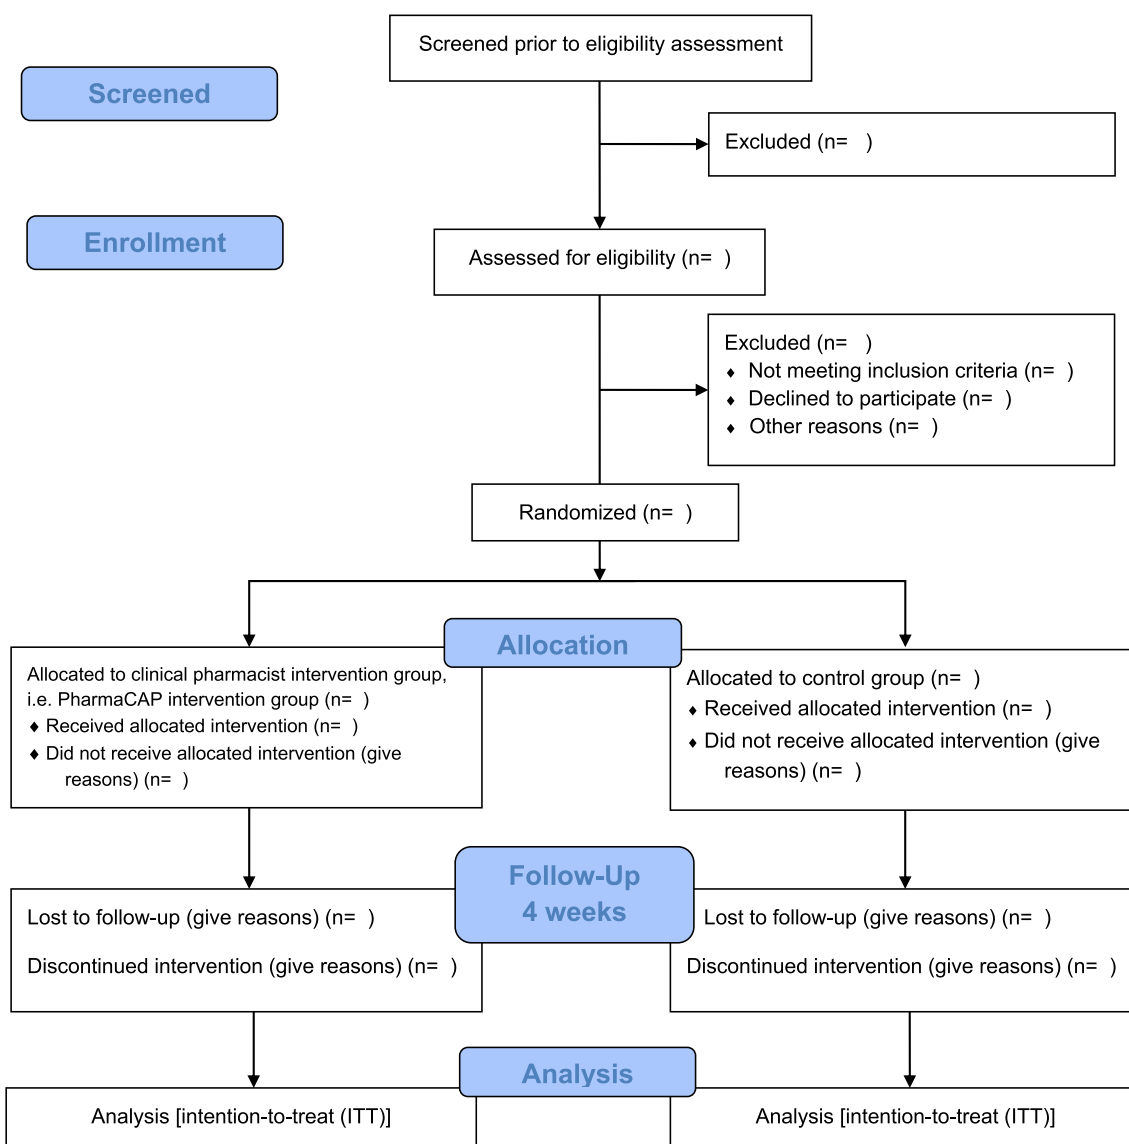 Screened prior to eligibility assessment
Screened
Excluded (n=   )
Enrollment
Assessed for eligibility (n=  )
Excluded (n=   )
♦ Not meeting inclusion criteria (n=  )
♦ Declined to participate (n=  )
♦ Other reasons (n=  )
Randomized (n=  )
Allocation
Allocated to clinical pharmacist intervention group,
i.e. PharmaCAP intervention group (n=  )
♦ Received allocated intervention (n=  )
♦ Did not receive allocated intervention (give
reasons) (n=  )
Allocated to control group (n=  )
♦ Received allocated intervention (n=  )
♦ Did not receive allocated intervention (give
reasons) (n=  )
Follow-Up
4 weeks
Lost to follow-up (give reasons) (n=  )
Discontinued intervention (give reasons) (n=  )
Lost to follow-up (give reasons) (n=  )
Discontinued intervention (give reasons) (n=  )
Analysis
Analysis [intention-to-treat (ITT)]
Analysis [intention-to-treat (ITT)]